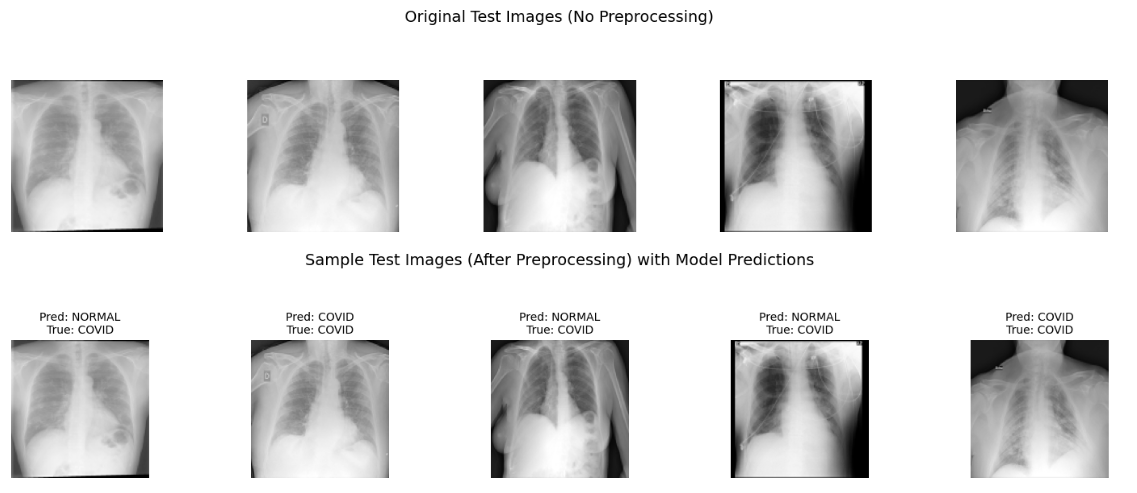 Original Test Images (No Preprocessing)
D
Sample Test Images (After Preprocessing) with Model Predictions
Pred: NORMAL
True: COVID
Pred: COVID
True: COVID
Pred: NORMAL
True: COVID
Pred: NORMAL
True: COVID
Pred: COVID
True: COVID
D